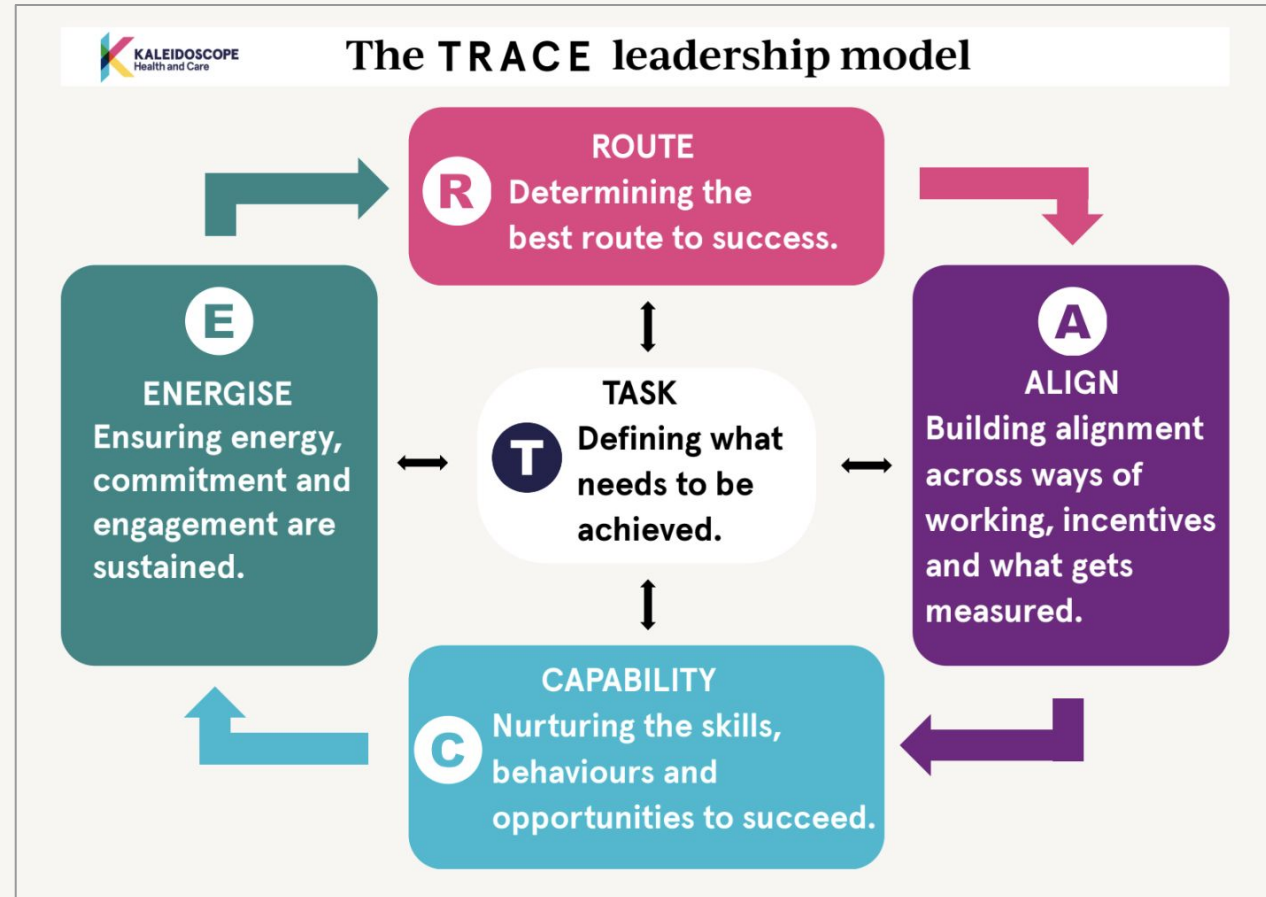 KALEIDOSCOPE
Health and Care
The TRACE leadership model
ROUTE
R
Determining the
best route to success.
E
ENERGISE
Ensuring energy,
commitment and
engagement are
sustained.
TASK
T
Defining what
needs to be
achieved.
A
ALIGN
Building alignment
across ways of
working, incentives
and what gets
measured.
CAPABILITY
C
Nurturing the skills,
behaviours and
opportunities to succeed.